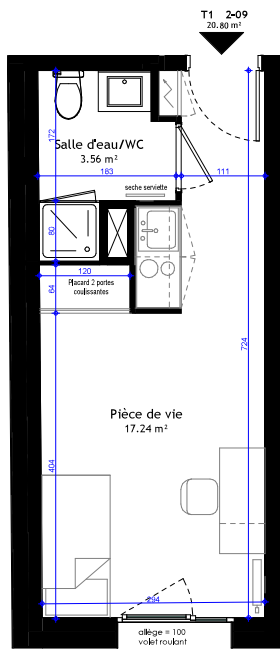 T1 2-09
20.80 m²
172
Salle d'eau/WC
3.56 m²
183
111
seche serviette
80
120
64
Placard 2 portes
coulissantes
724
Pièce de vie
17.24 m²
404
294
allège = 100
volet roulant